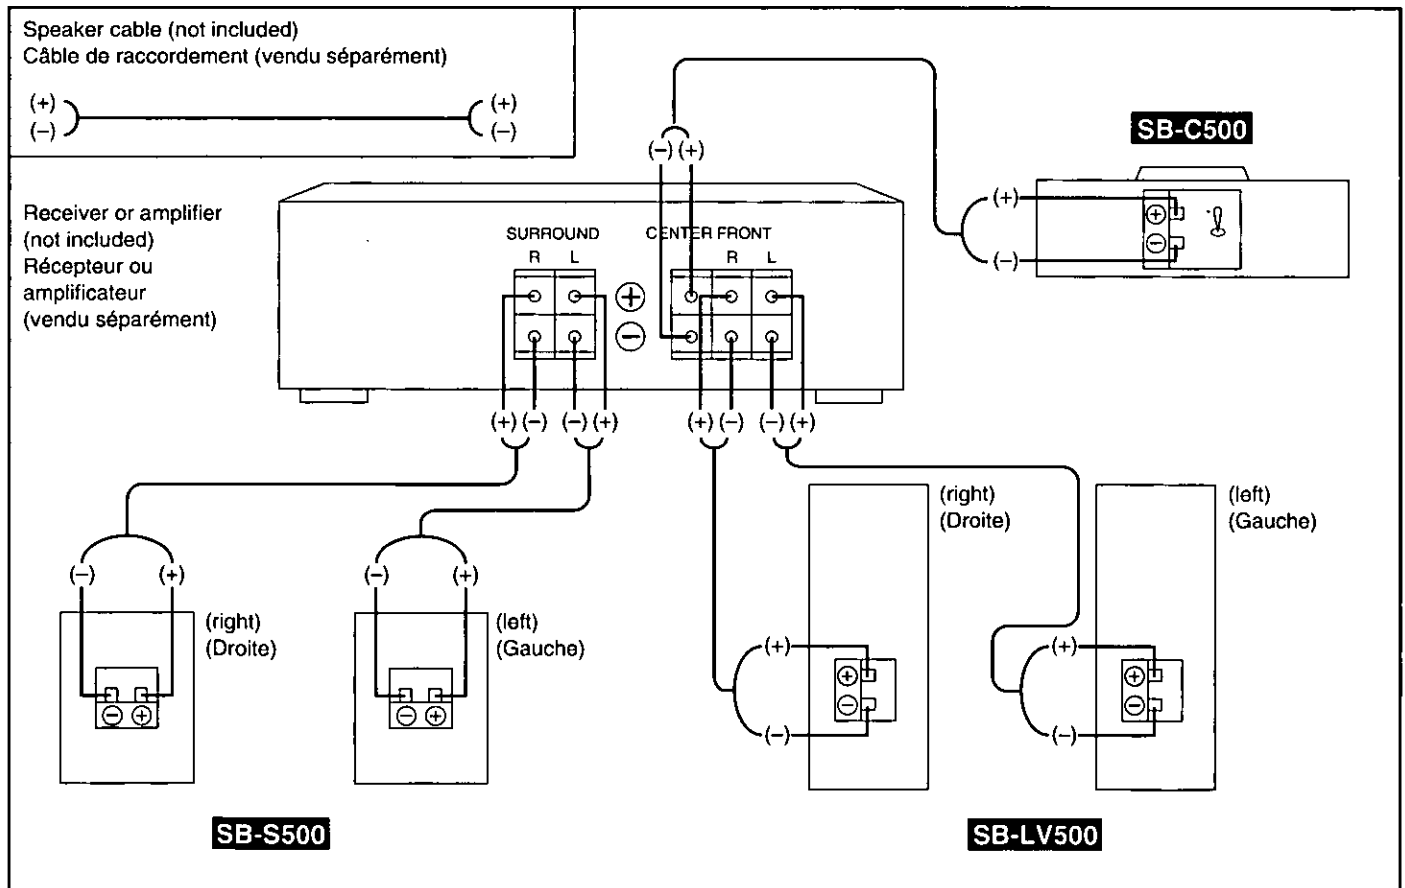 Speaker cable (not included)
Câble de raccordement (vendu séparément)
(+) (+)
(−) (−)
Receiver or amplifier
(not included)
Récepteur ou
amplificateur
(vendu séparément)
(−) (+)
SB-C500
(+)
(−)
+
−
SURROUND CENTER FRONT
R L R L
+
−
(+) (−) (−) (+) (+) (−) (−) (+)
(right)
(Droite)
(left)
(Gauche)
(−) (+) (−) (+)
(right)
(Droite)
(left)
(Gauche)
(+) (+)
+ +
− −
(−) (−)
− + − +
SB-S500
SB-LV500